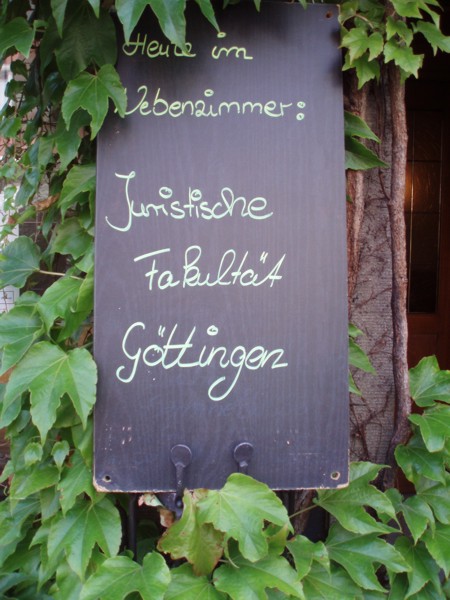 Heute im
Nebenzimmer:
Juristische
Fakultät
Göttingen